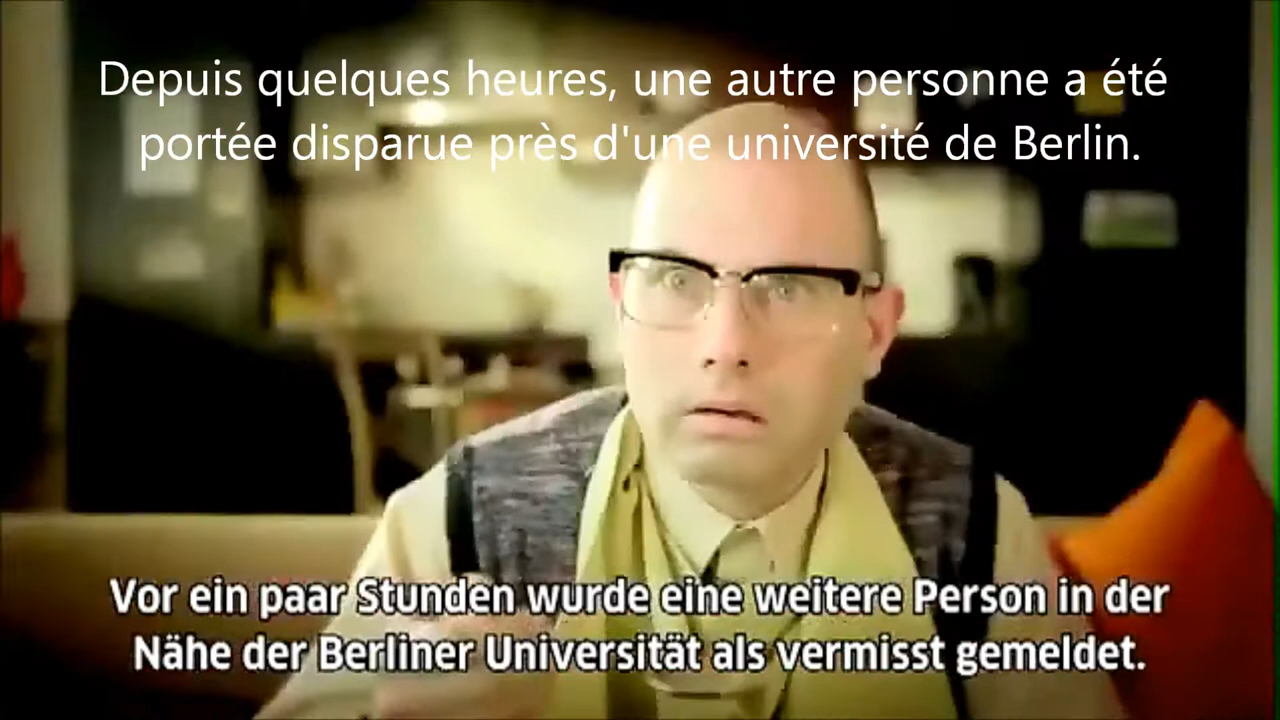 Depuis quelques heures, une autre personne a été
portée disparue près d'une université de Berlin.
Vor ein paar Stunden wurde eine weitere Person in der
Nähe der Berliner Universität als vermisst gemeldet.